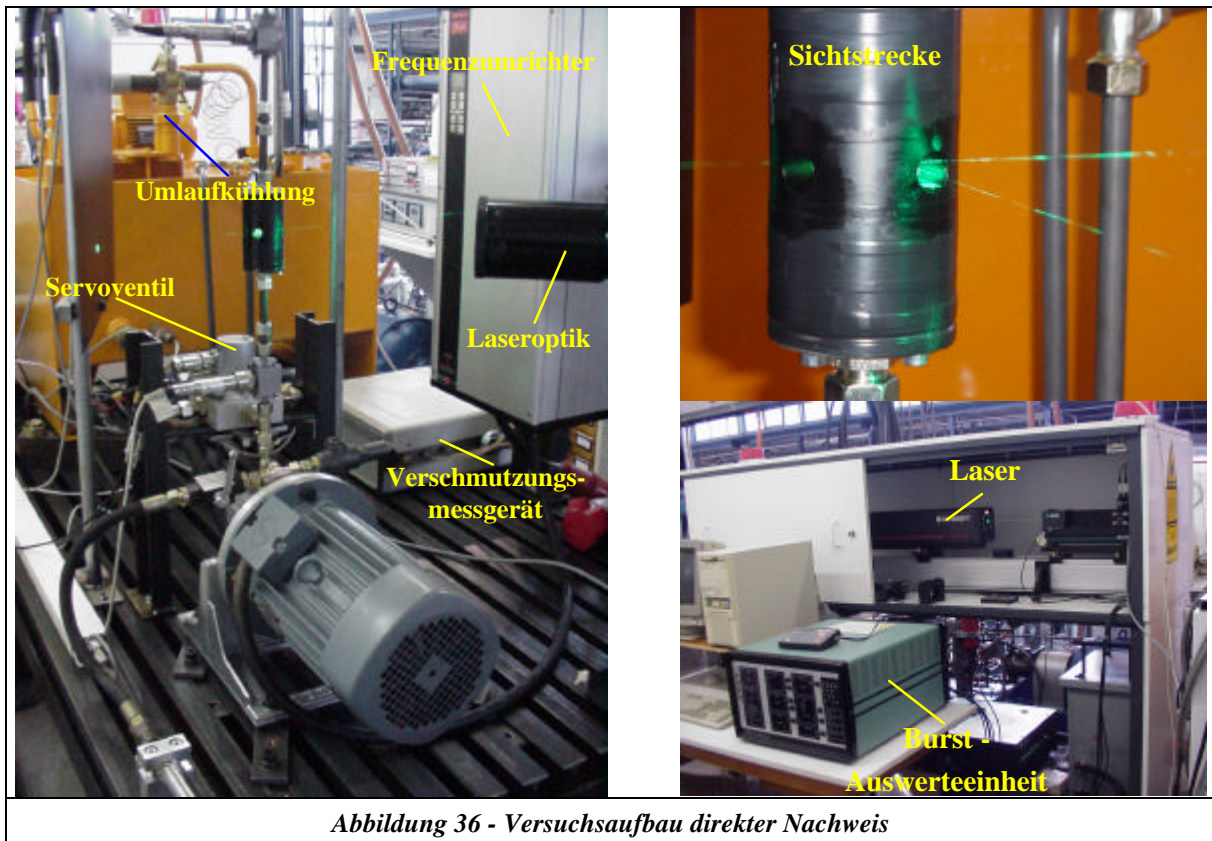 Frequenzumrichter
Umlaufkühlung
Servoventil
Laseroptik
Verschmutzungs-
messgerät
Sichtstrecke
Laser
Burst -
Auswerteeinheit
Abbildung 36 - Versuchsaufbau direkter Nachweis